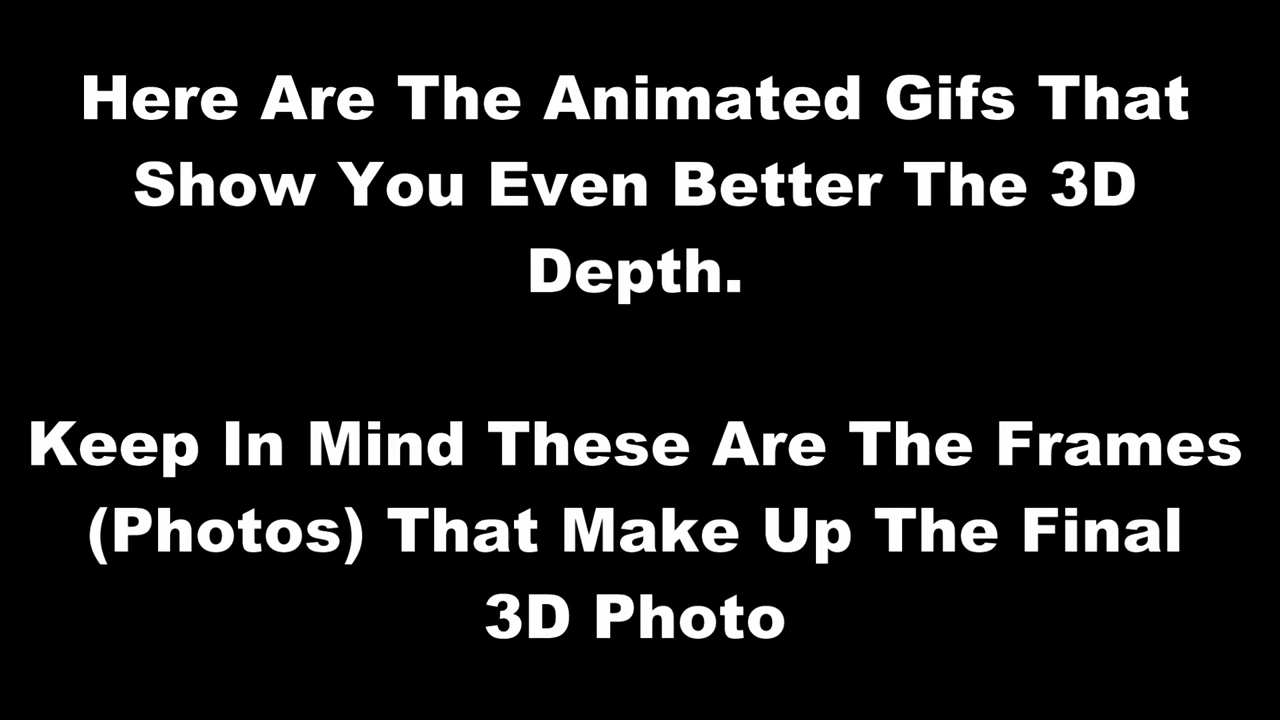 Here Are The Animated Gifs That
Show You Even Better The 3D
Depth.
Keep In Mind These Are The Frames
(Photos) That Make Up The Final
3D Photo